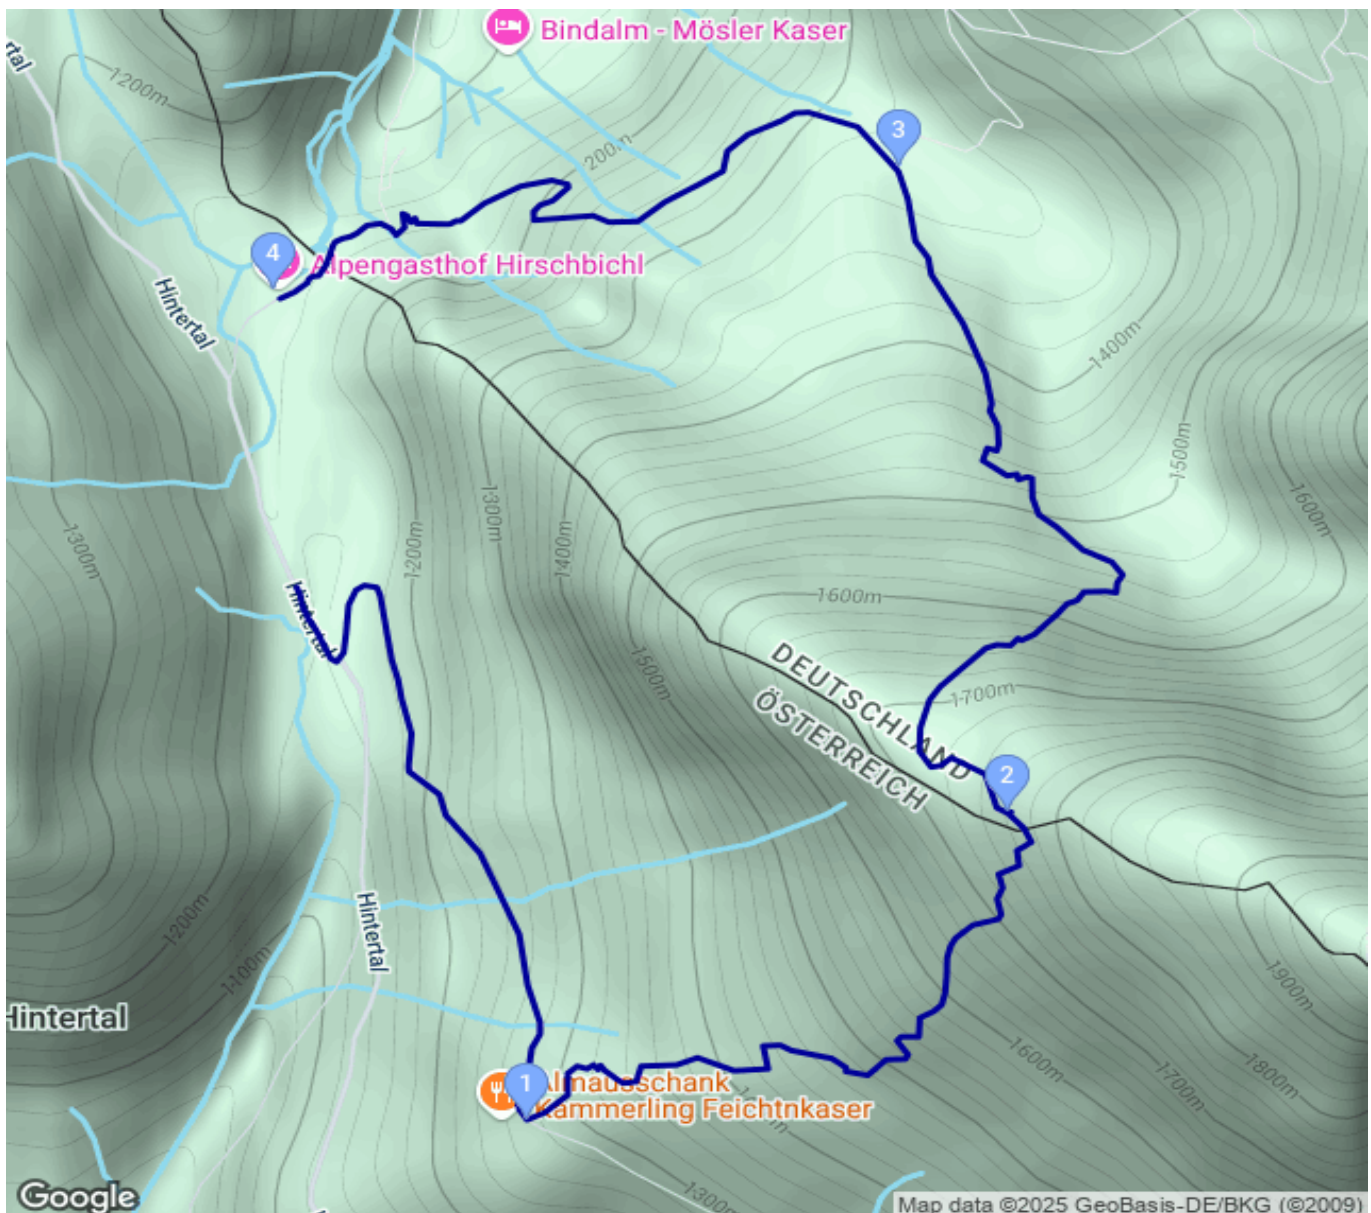 Bindalm - Mösler Kaser
1200m
3
200m
4
Alpengasthof Hirschbichl
Hintertal
1400m
1500m
1600m
1300m
1200m
1300m
1400m
Hintertal
1600m
1500m
DEUTSCHLAND
ÖSTERREICH
1700m
2
1200m
1100m
Hintertal
1900m
Hintertal
1600m
1700m
1800m
1
Almausschank
Kammerling Feichtnkaser
1300m
Google
Map data ©2025 GeoBasis-DE/BKG (©2009)